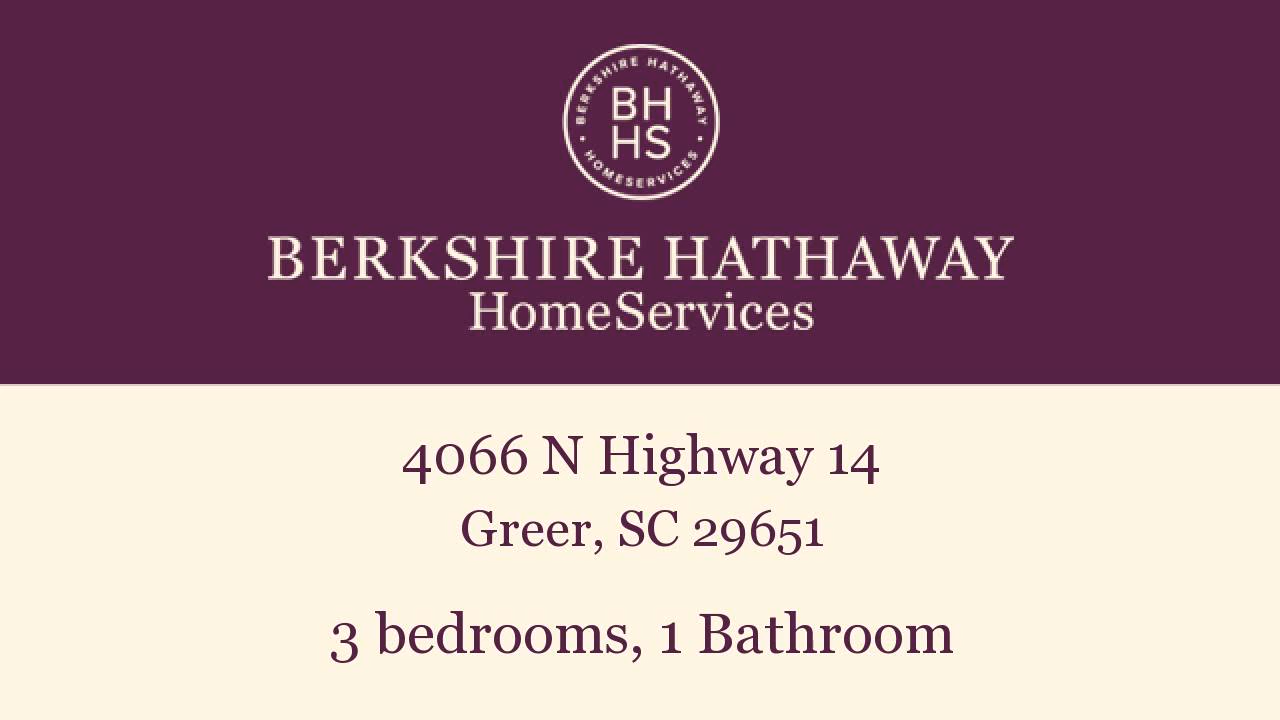 BERKSHIRE HATHAWAY
BH
HS
HOMESERVICES
BERKSHIRE HATHAWAY
HomeServices
4066 N Highway 14
Greer, SC 29651
3 bedrooms, 1 Bathroom